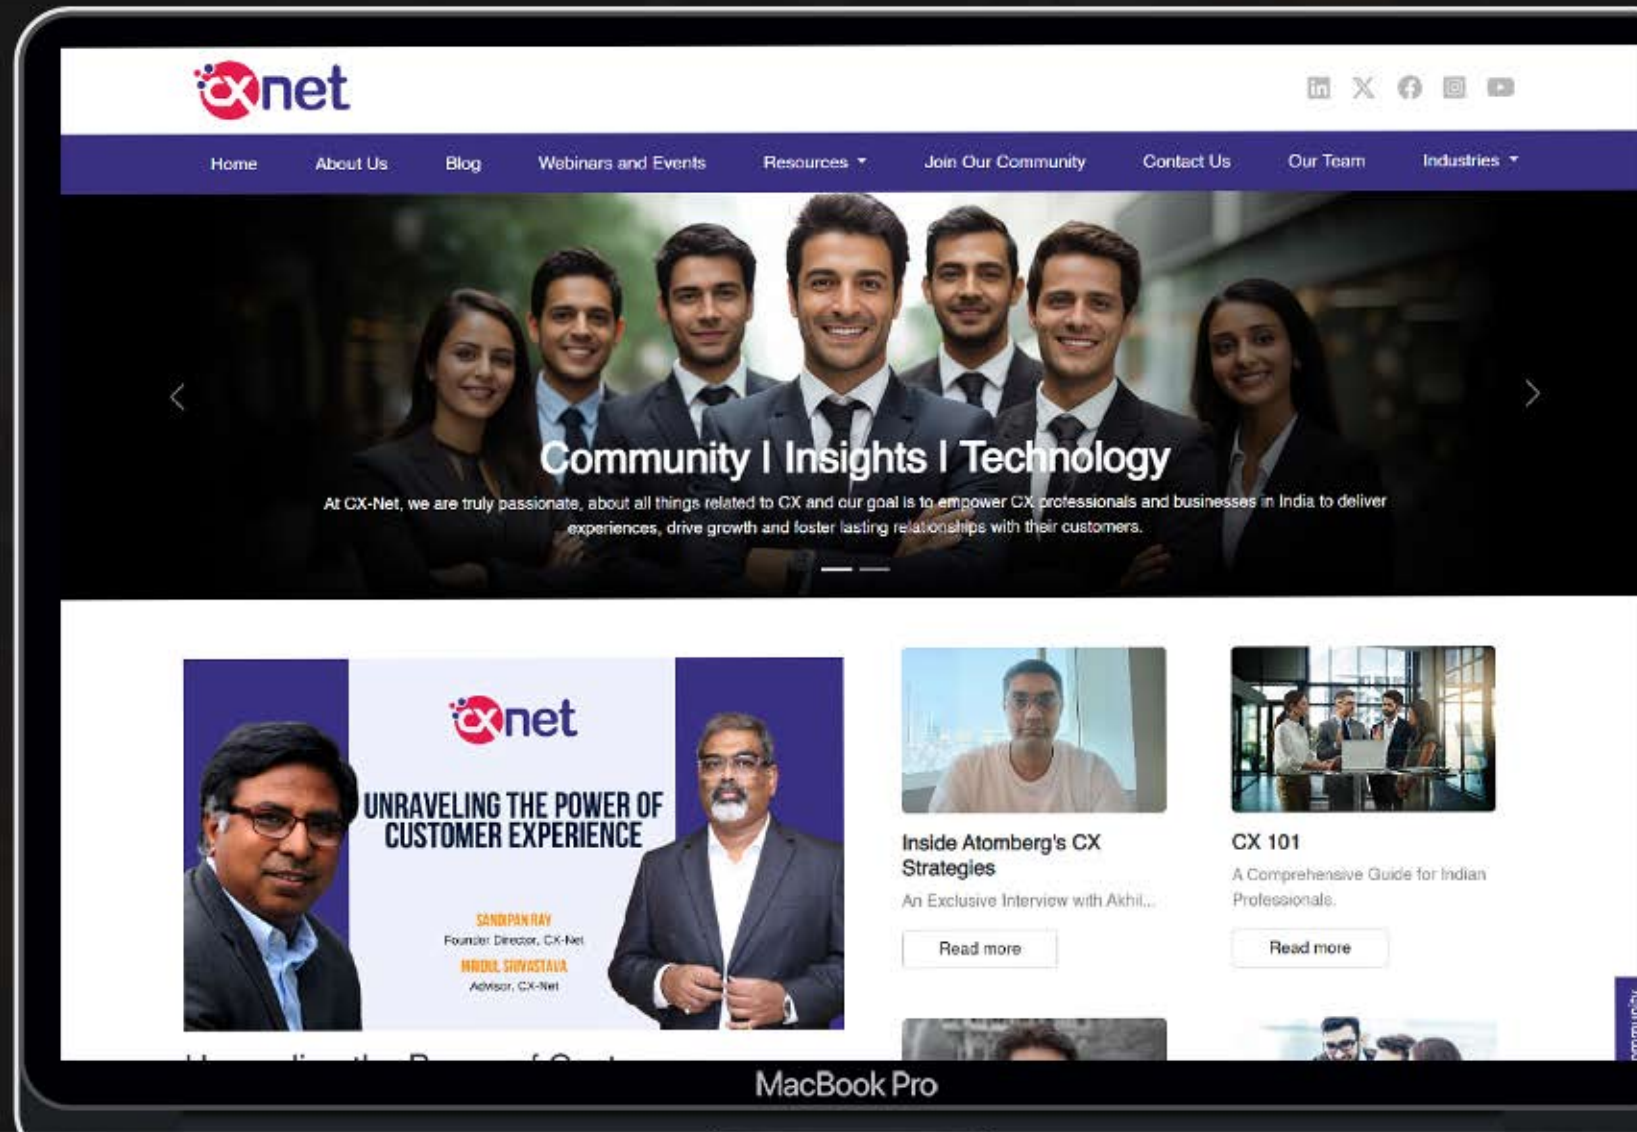 cxnet
Home About Us Blog Webinars and Events Resources Join Our Community Contact Us Our Team Industries
Community | Insights | Technology
At CX-Net, we are truly passionate, about all things related to CX and our goal is to empower CX professionals and businesses in India to deliver
experiences, drive growth and foster lasting relationships with their customers.
cxnet
UNRAVELING THE POWER OF
CUSTOMER EXPERIENCE
SANDIPAN RAY
Founder Director, CX-Net
MRIDUL SRIVASTAVA
Advisor, CX-Net
Inside Atomberg's CX
Strategies
An Exclusive Interview with Akhil...
Read more
CX 101
A Comprehensive Guide for Indian
Professionals.
Read more
MacBook Pro